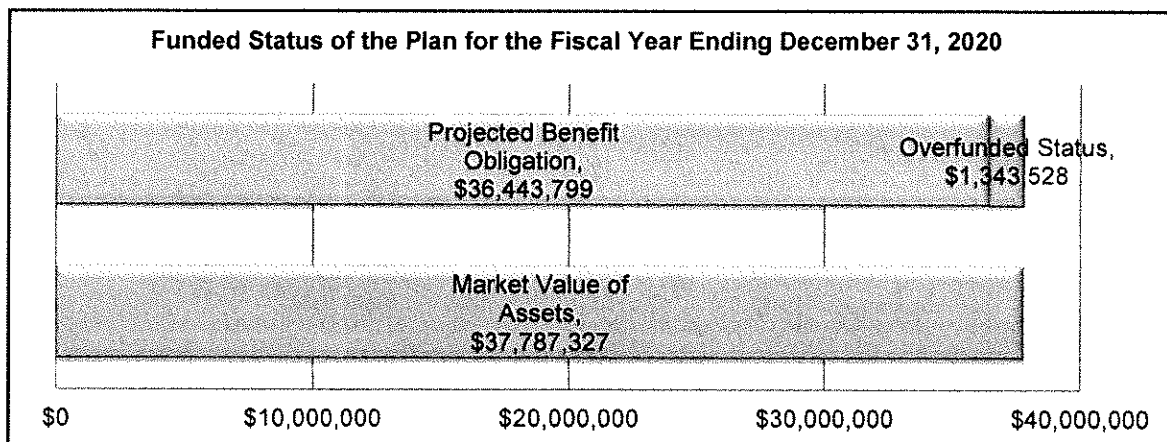 Funded Status of the Plan for the Fiscal Year Ending December 31, 2020
Projected Benefit
Obligation,
$36,443,799
Overfunded Status,
$1,343,528
Market Value of
Assets,
$37,787,327
$0 $10,000,000 $20,000,000 $30,000,000 $40,000,000